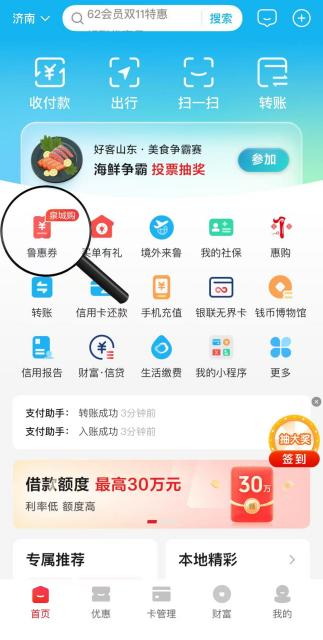 济南
62会员双11特惠
搜索
收付款 出行 扫一扫 转账
好客山东·美食争霸赛
海鲜争霸 投票抽奖
参加
泉城购
鲁惠券 买单有礼 境外来鲁 我的社保 惠购
转账 信用卡还款 手机充值 银联无界卡 钱币博物馆
信用报告 财富·信贷 生活缴费 我的小程序 更多
支付助手： 转账成功 3分钟前
支付助手： 入账成功 3分钟前
抽大奖
签到
借款额度 最高30万元
利率低 额度高
30万
专属推荐 本地精彩
首页 优惠 卡管理 财富 我的